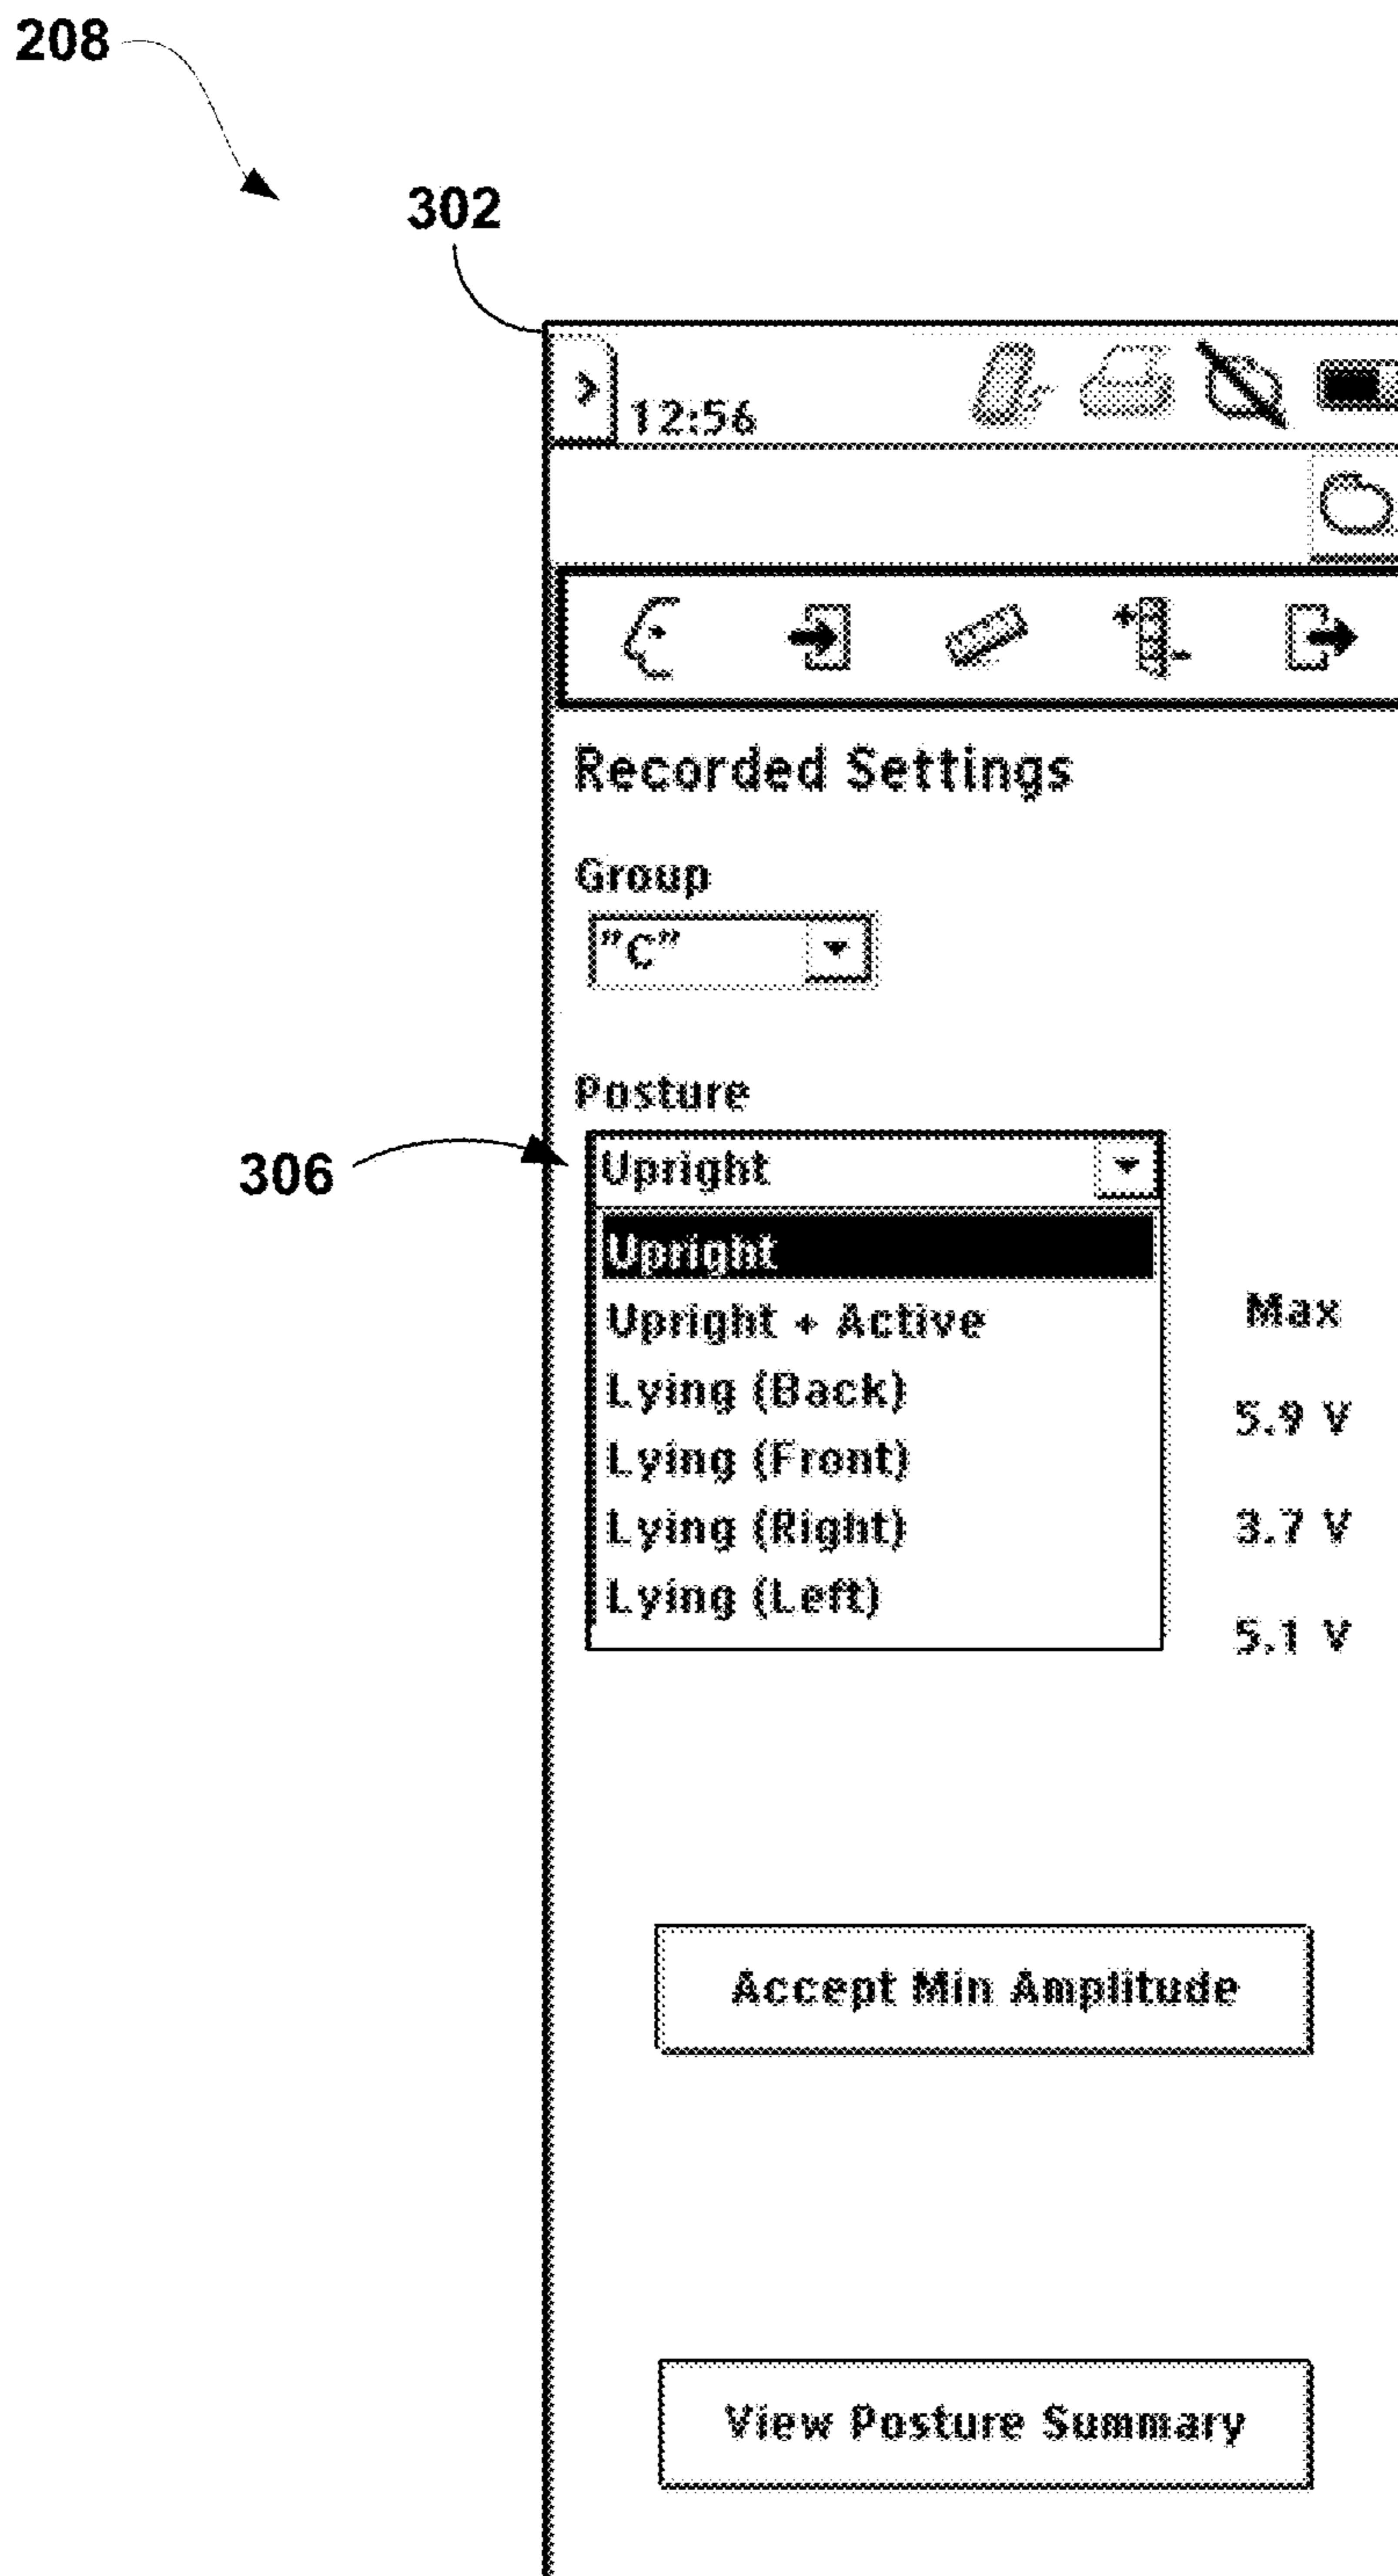 208
302
12:56
Recorded Settings
Group
"C"
Posture
306
Upright
Upright
Upright + Active
Max
Lying (Back)
5.9 V
Lying (Front)
Lying (Right)
3.7 V
Lying (Left)
5.1 V
Accept Min Amplitude
View Posture Summary